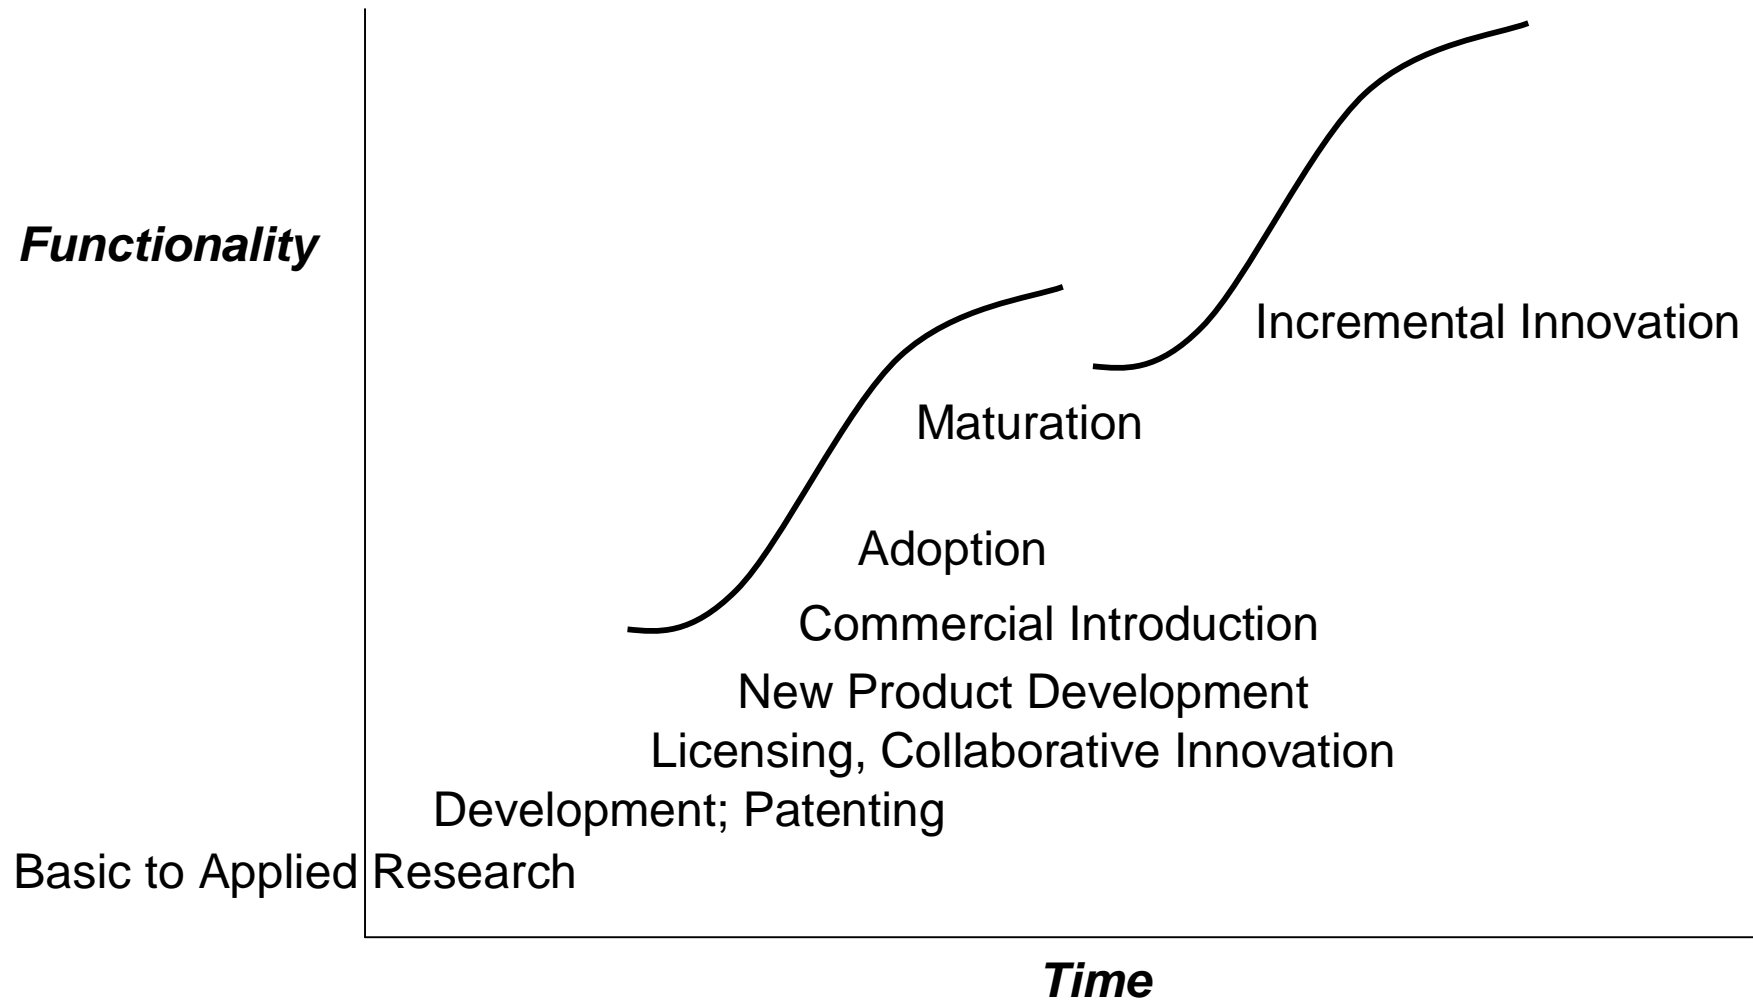 Functionality
Incremental Innovation
Maturation
Adoption
Commercial Introduction
New Product Development
Licensing, Collaborative Innovation
Development; Patenting
Basic to Applied Research
Time